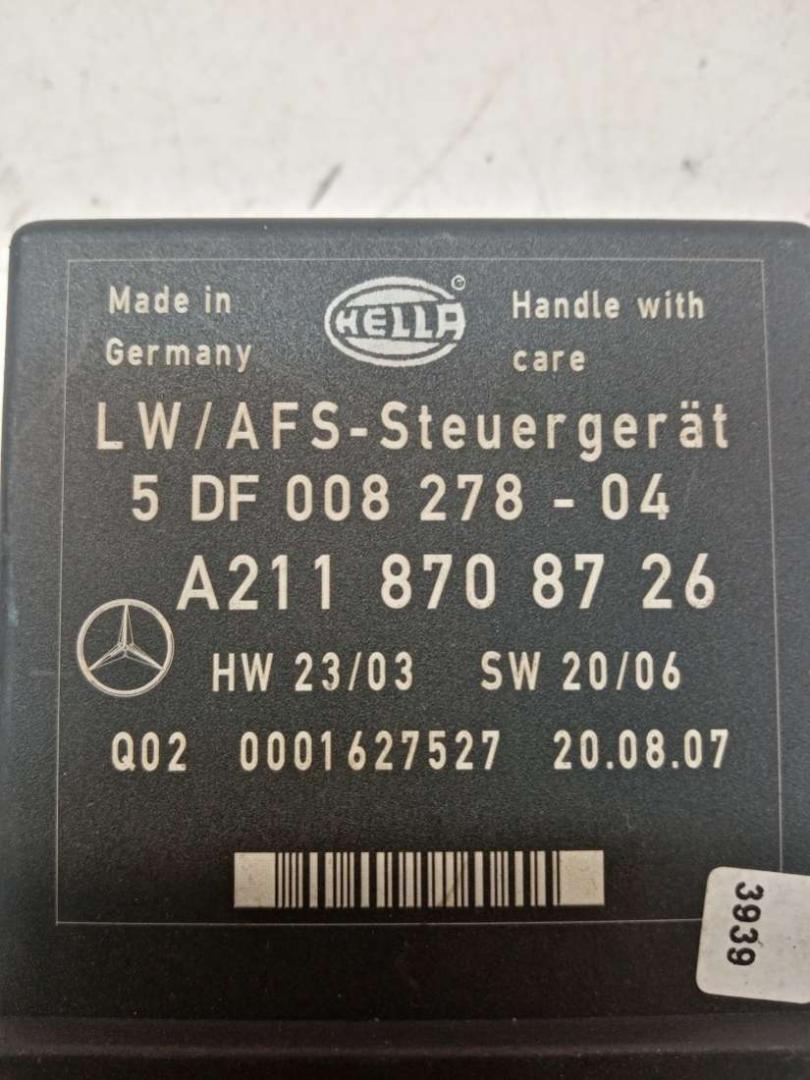 Made in
Germany
HELLA
©
Handle with
care
LW/AFS-Steuergerät
5 DF 008 278 - 04
A211 870 87 26
HW 23/03 SW 20/06
Q02 0001627527 20.08.07
3939